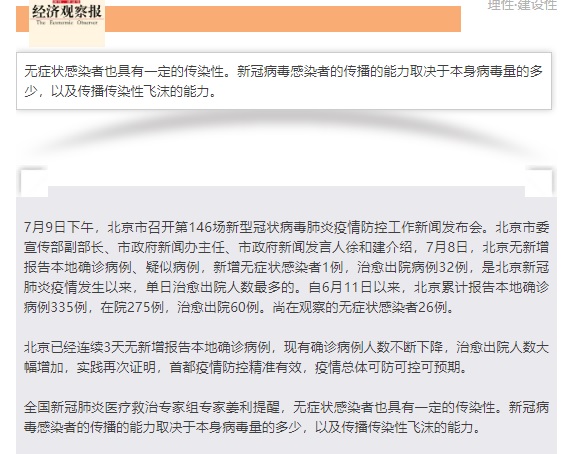 理性·建设性
经济观察报
The Economic Observer
无症状感染者也具有一定的传染性。新冠病毒感染者的传播的能力取决于本身病毒量的多
少，以及传播传染性飞沫的能力。
7月9日下午，北京市召开第146场新型冠状病毒肺炎疫情防控工作新闻发布会。北京市委
宣传部副部长、市政府新闻办主任、市政府新闻发言人徐和建介绍，7月8日，北京无新增
报告本地确诊病例、疑似病例，新增无症状感染者1例，治愈出院病例32例，是北京新冠
肺炎疫情发生以来，单日治愈出院人数最多的。自6月11日以来，北京累计报告本地确诊
病例335例，在院275例，治愈出院60例。尚在观察的无症状感染者26例。
北京已经连续3天无新增报告本地确诊病例，现有确诊病例人数不断下降，治愈出院人数大
幅增加，实践再次证明，首都疫情防控精准有效，疫情总体可防可控可预期。
全国新冠肺炎医疗救治专家组专家姜利提醒，无症状感染者也具有一定的传染性。新冠病
毒感染者的传播的能力取决于本身病毒量的多少，以及传播传染性飞沫的能力。